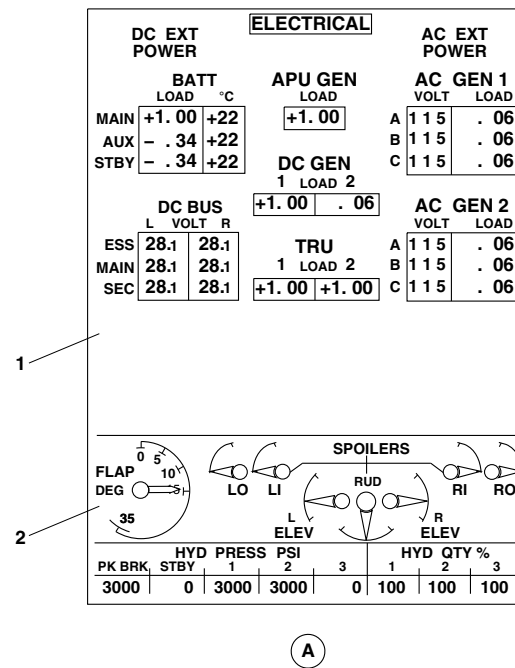 ELECTRICAL
DC EXT POWER
AC EXT POWER
BATT
LOAD °C
MAIN +1.00 +22
AUX - .34 +22
STBY - .34 +22
APU GEN
LOAD
+1.00
AC GEN 1
VOLT LOAD
A 115 .06
B 115 .06
C 115 .06
DC GEN
1 LOAD 2
+1.00 .06
DC BUS
L VOLT R
ESS 28.1 28.1
MAIN 28.1 28.1
SEC 28.1 28.1
TRU
1 LOAD 2
+1.00 +1.00
AC GEN 2
VOLT LOAD
A 115 .06
B 115 .06
C 115 .06
1
FLAP
DEG
0
5
10
15
35
SPOILERS
LO LI RI RO
RUD
L ELEV
R ELEV
2
HYD PRESS PSI
PK BRK STBY 1 2 3
3000 0 3000 3000 0
HYD QTY %
1 2 3
100 100 100
A